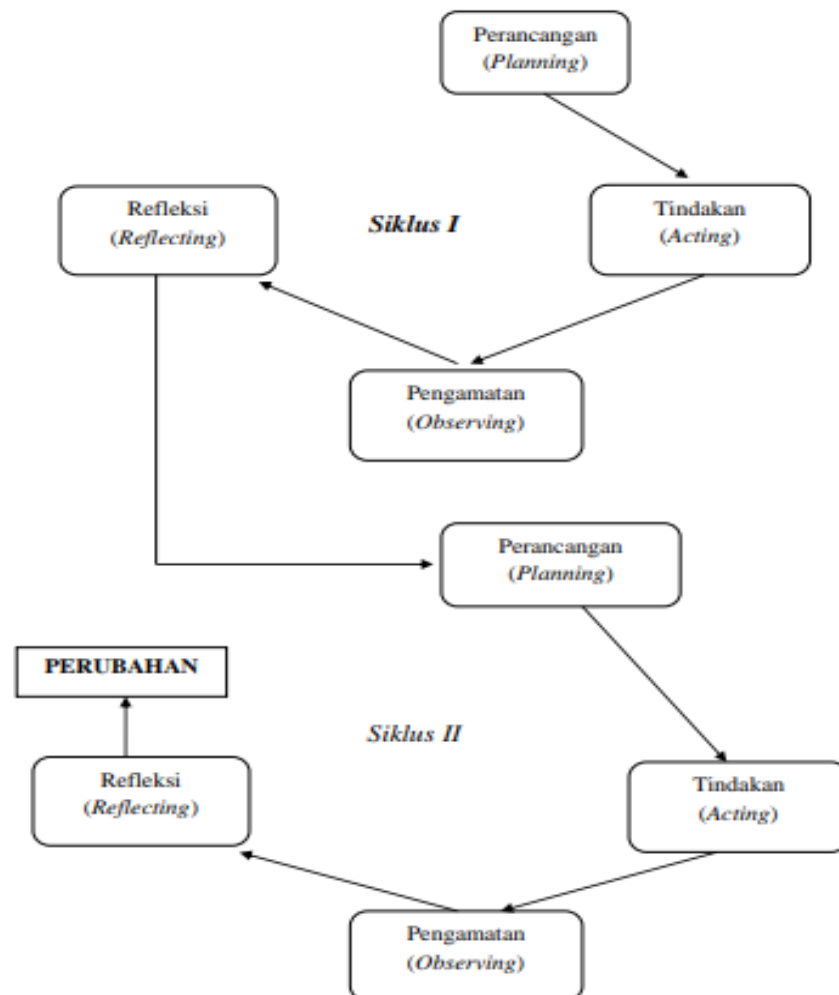 Perancangan
(Planning)
Refleksi
(Reflecting)
Siklus I
Tindakan
(Acting)
Pengamatan
(Observing)
Perancangan
(Planning)
PERUBAHAN
Siklus II
Refleksi
(Reflecting)
Tindakan
(Acting)
Pengamatan
(Observing)